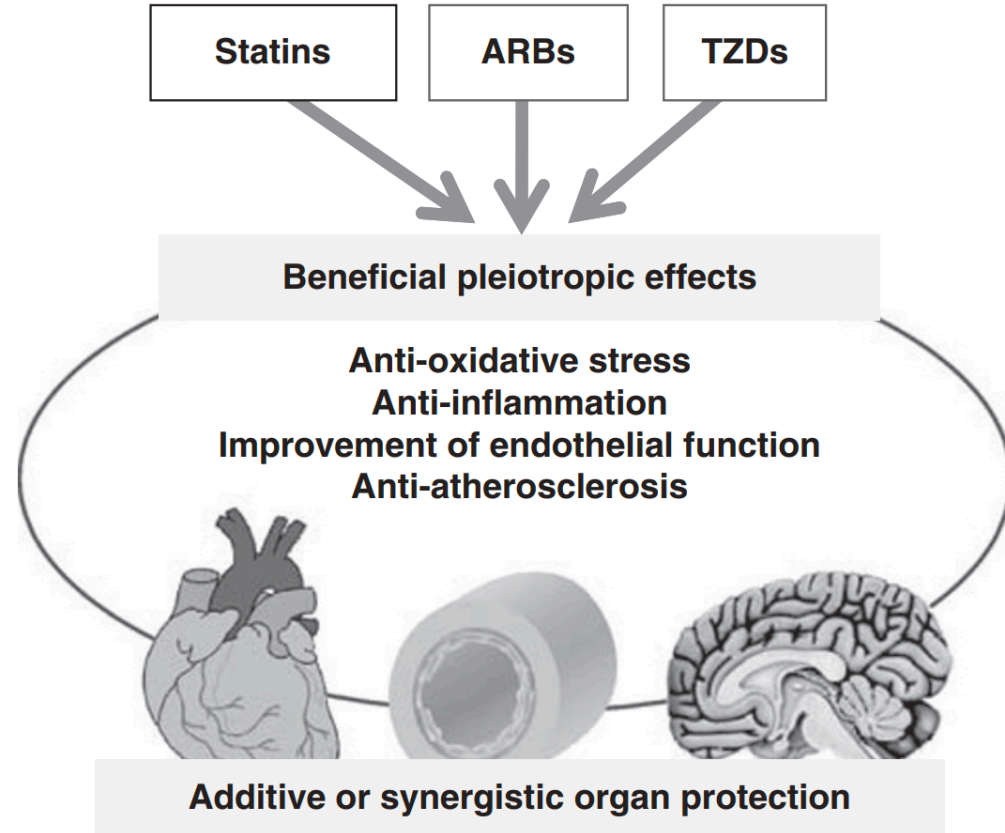 Statins
ARBs
TZDs
Beneficial pleiotropic effects
Anti-oxidative stress
Anti-inflammation
Improvement of endothelial function
Anti-atherosclerosis
Additive or synergistic organ protection